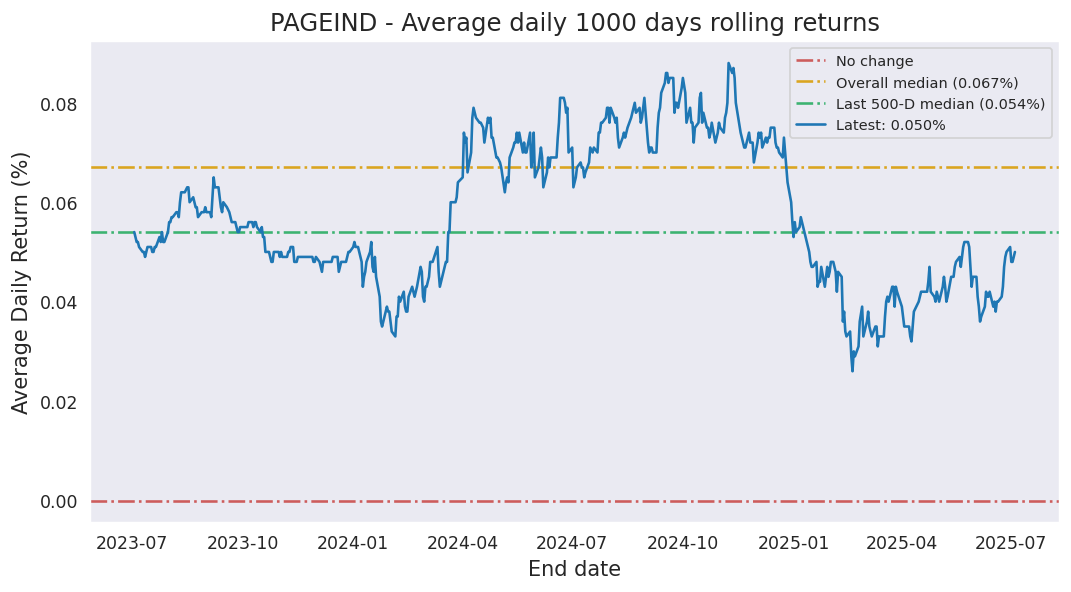 PAGEIND - Average daily 1000 days rolling returns
No change
Overall median (0.067%)
Last 500-D median (0.054%)
Latest: 0.050%
Average Daily Return (%)
0.08
0.06
0.04
0.02
0.00
2023-07 2023-10 2024-01 2024-04 2024-07 2024-10 2025-01 2025-04 2025-07
End date